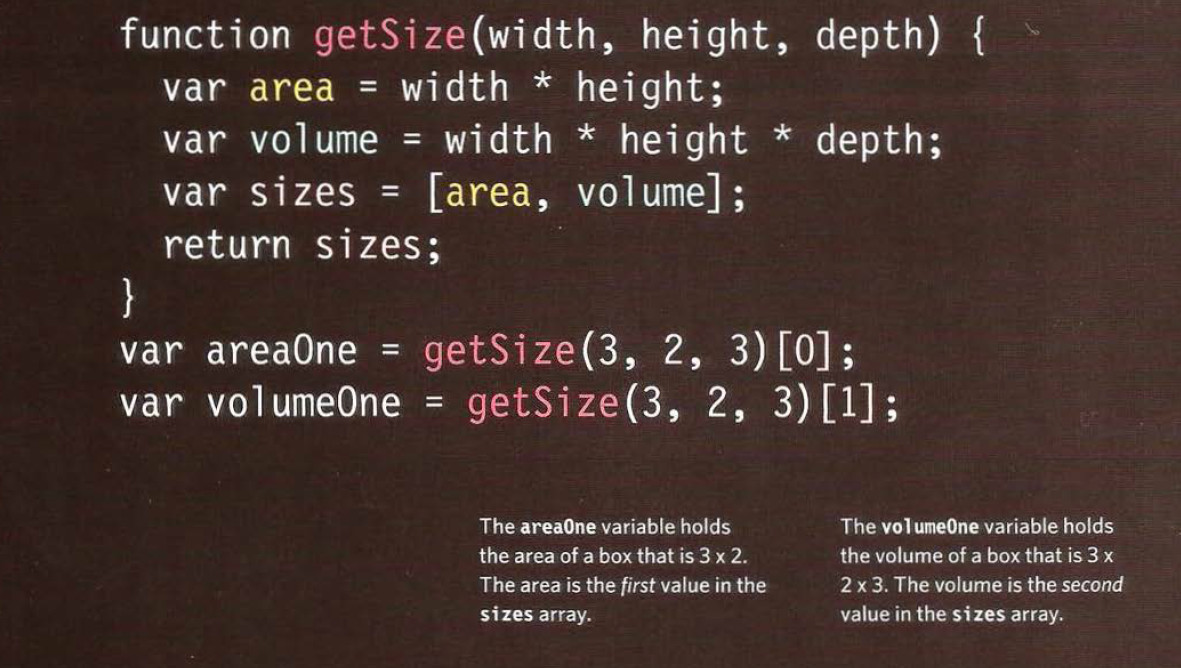 function getSize(width, height, depth) {
  var area = width * height;
  var volume = width * height * depth;
  var sizes = [area, volume];
  return sizes;
}
var areaOne = getSize(3, 2, 3)[0];
var volumeOne = getSize(3, 2, 3)[1];
The areaOne variable holds
the area of a box that is 3 x 2.
The area is the first value in the
sizes array.
The volumeOne variable holds
the volume of a box that is 3 x
2 x 3. The volume is the second
value in the sizes array.